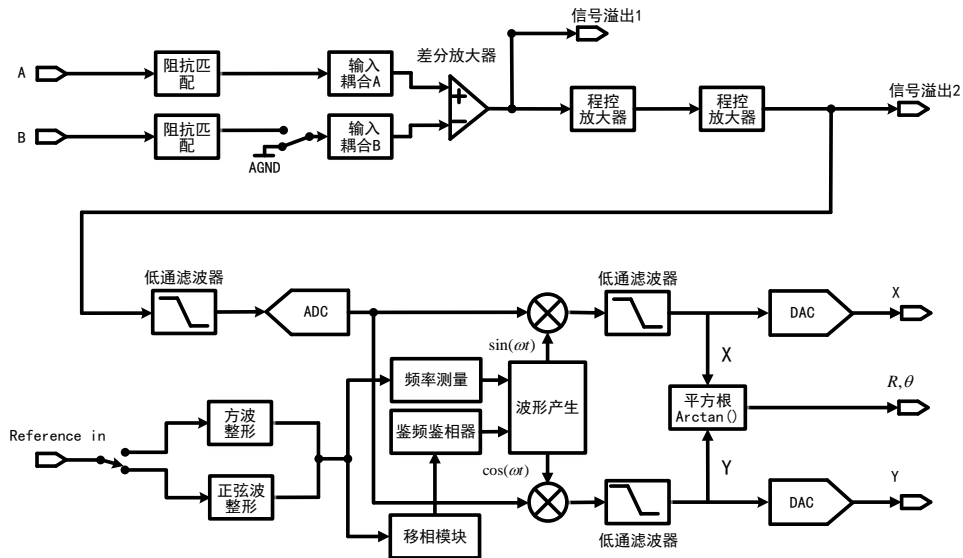 信号溢出1
差分放大器
A
阻抗匹
配
输入
耦合A
程控
放大器
程控
放大器
信号溢出2
B
阻抗匹
配
AGND
输入
耦合B
低通滤波器
ADC
低通滤波器
DAC
X
sin(ωt)
X
频率测量
波形产生
平方根
Arctan()
R,θ
Reference in
方波
整形
鉴频鉴相器
cos(ωt)
Y
正弦波
整形
移相模块
低通滤波器
DAC
Y